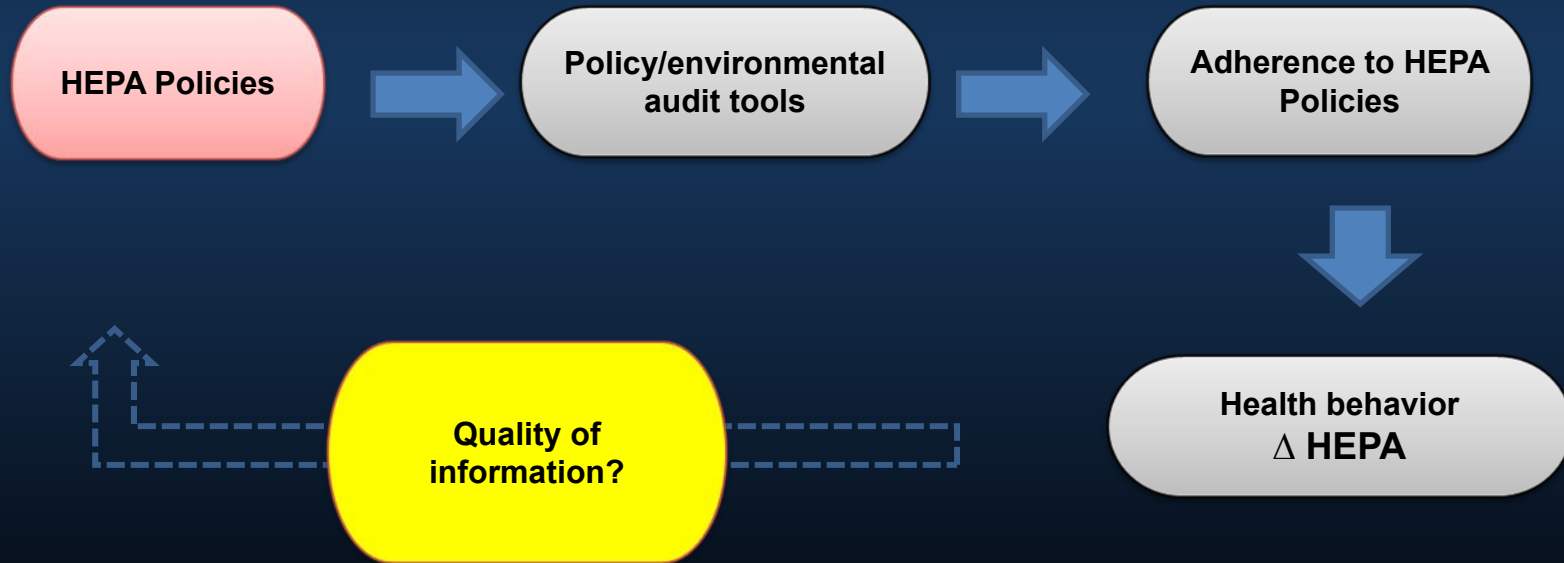 HEPA Policies
Policy/environmental
audit tools
Adherence to HEPA
Policies
Health behavior
Δ HEPA
Quality of
information?